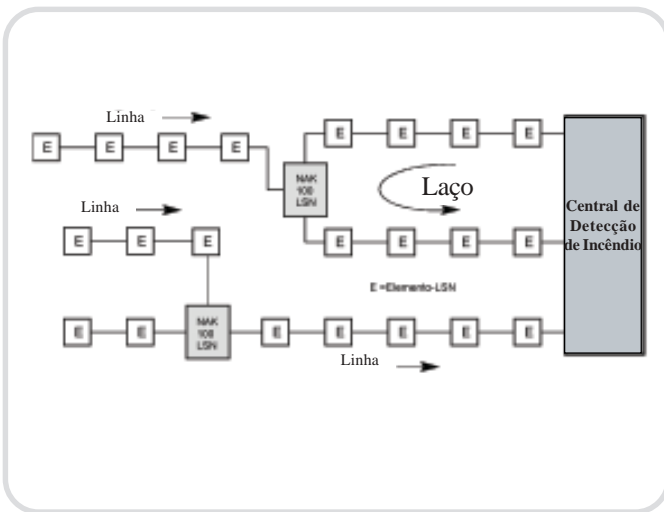 Linha
E E E E
E E E E
NAK
100
LSN
Laço
Linha
E E E
E E E E
Central de
Detecção
de Incêndio
E =Elemento-LSN
E E
NAK
100
LSN
E E E E E
Linha